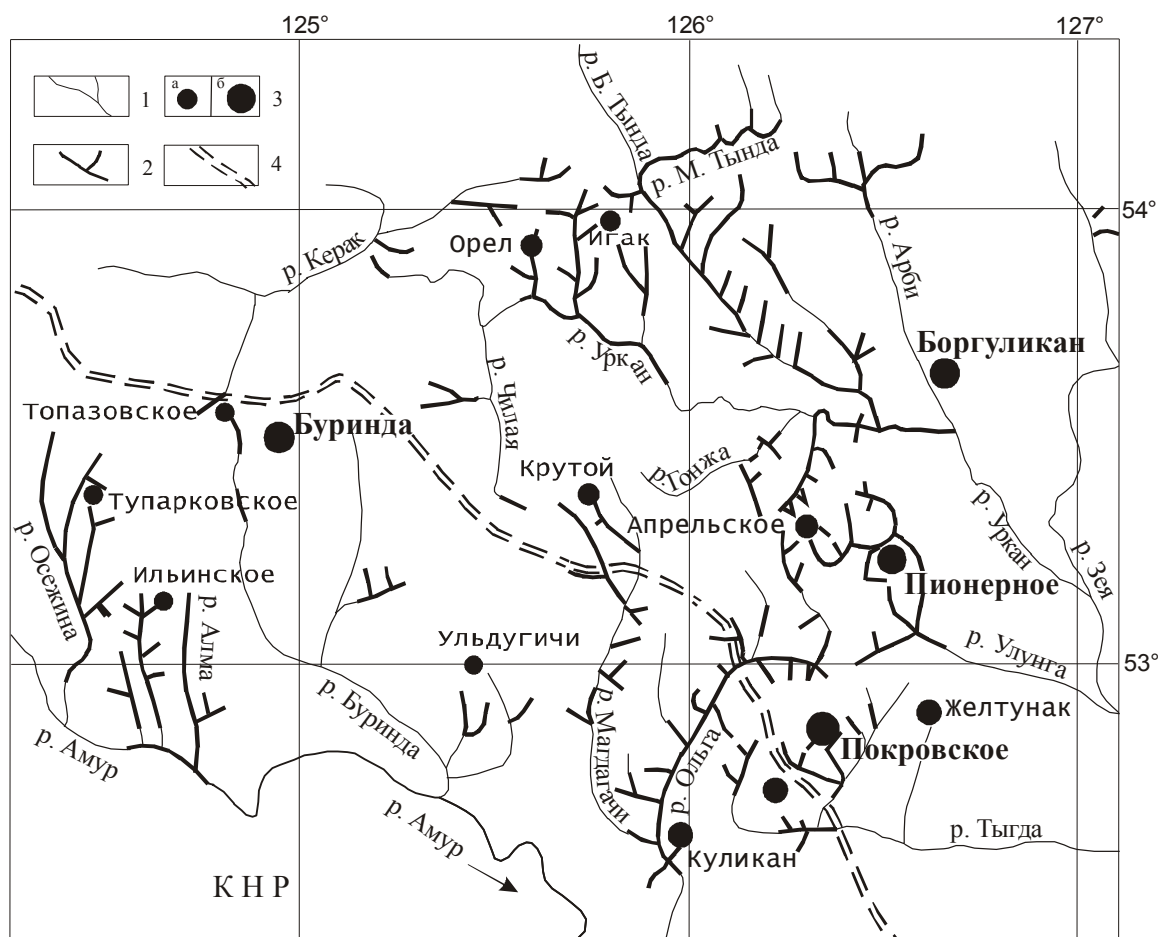 125°
126°
127°
а
б
1
3
2
4
р. Б. Тында
р. М. Тында
54°
р. Керак
Орел
Игак
р. Арби
р. Уркан
Боргуликан
р. Чилая
Топазовское
Буринда
Крутой
р. Гонжа
Тупарковское
Апрельское
р. Уркан
р. Зея
р. Осежина
Ильинское
р. Алма
Пионерное
Ульдугичи
р. Улунга
53°
р. Буринда
р. Магдагачи
Желтунак
р. Амур
р. Ольга
Покровское
р. Амур
р. Тыгда
Куликан
К Н Р